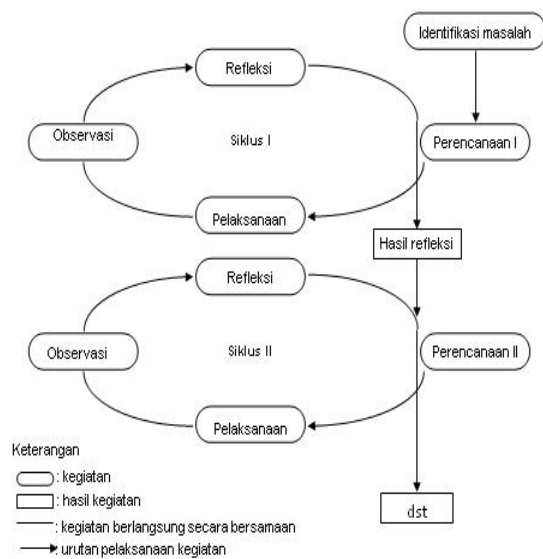 Identifikasi masalah
Refleksi
Observasi
Siklus I
Perencanaan I
Pelaksanaan
Hasil refleksi
Refleksi
Observasi
Siklus II
Perencanaan II
Pelaksanaan
Keterangan
: kegiatan
: hasil kegiatan
: kegiatan berlangsung secara bersamaan
: urutan pelaksanaan kegiatan
dst